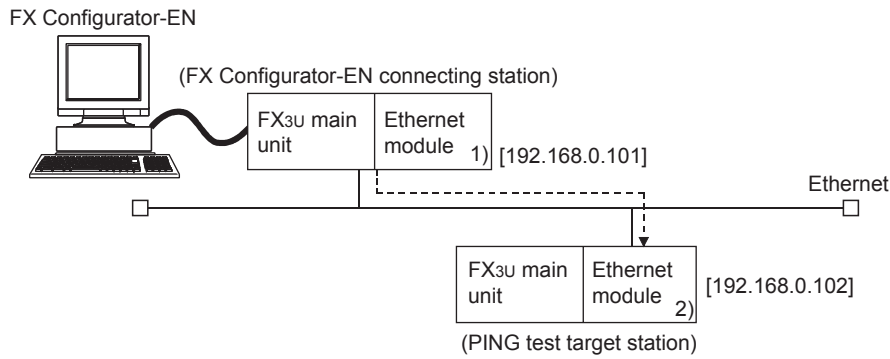 FX Configurator-EN
(FX Configurator-EN connecting station)
FX3U main
unit
Ethernet
module 1)
[192.168.0.101]
Ethernet
FX3U main
unit
Ethernet
module 2)
[192.168.0.102]
(PING test target station)